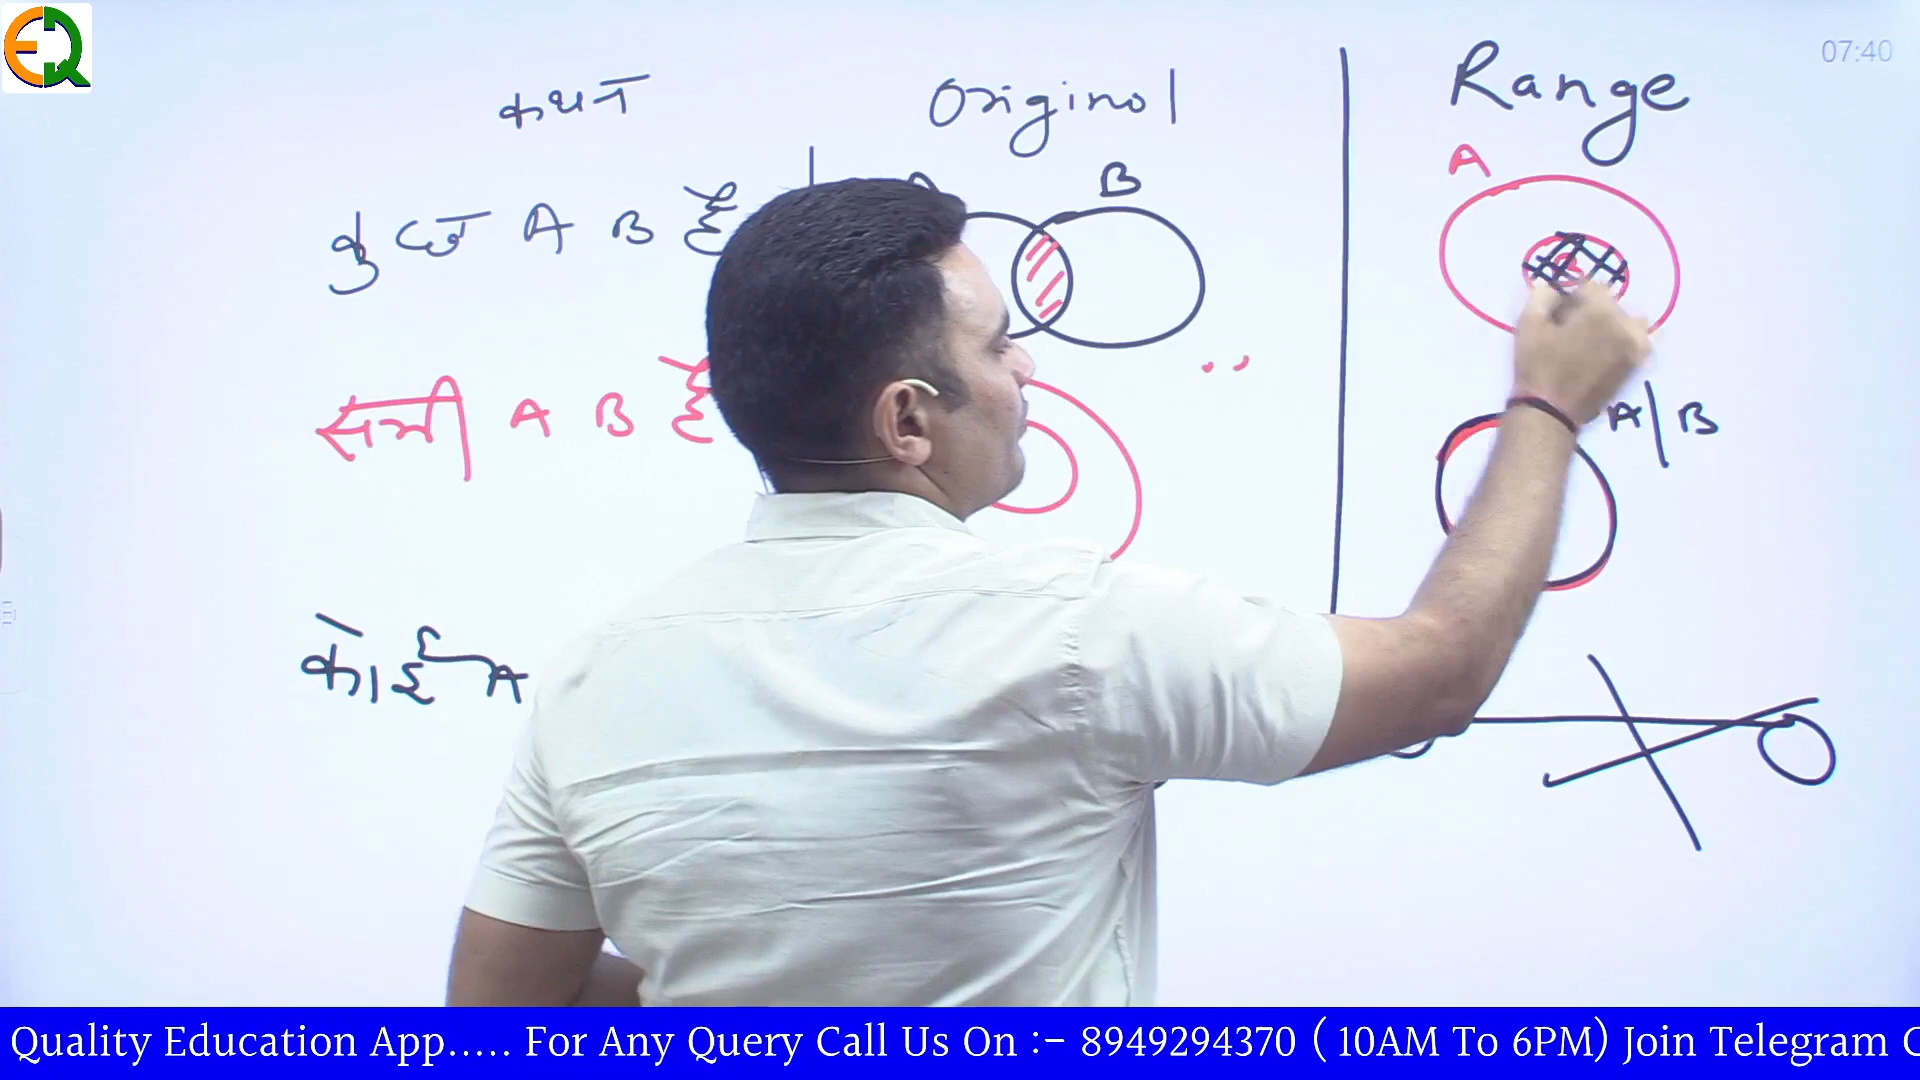 EQ
07:40
कथन Original Range
A
कुछ A B है B
सभी A B है A/B
कोई A
Quality Education App..... For Any Query Call Us On :- 8949294370 ( 10AM To 6PM) Join Telegram